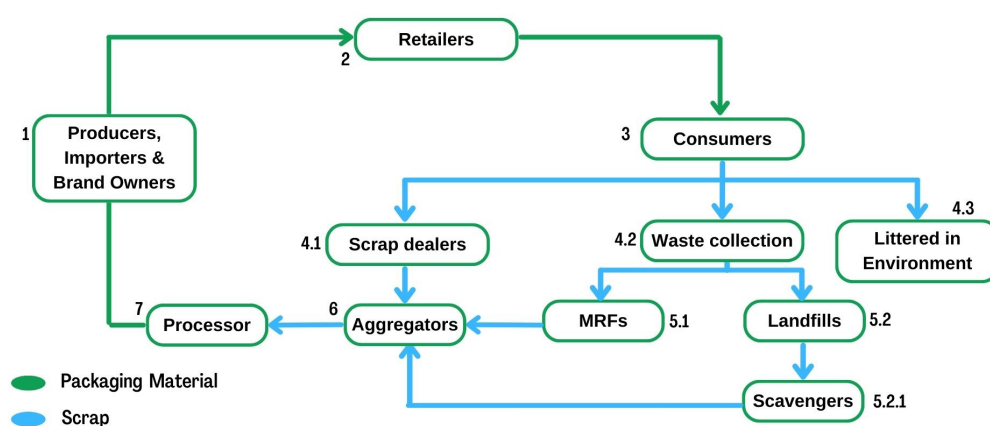 Retailers
2
1
Producers,
Importers &
Brand Owners
3
Consumers
4.1
Scrap dealers
4.2
Waste collection
4.3
Littered in
Environment
7
Processor
6
Aggregators
MRFs
5.1
Landfills
5.2
Scavengers
5.2.1
Packaging Material
Scrap